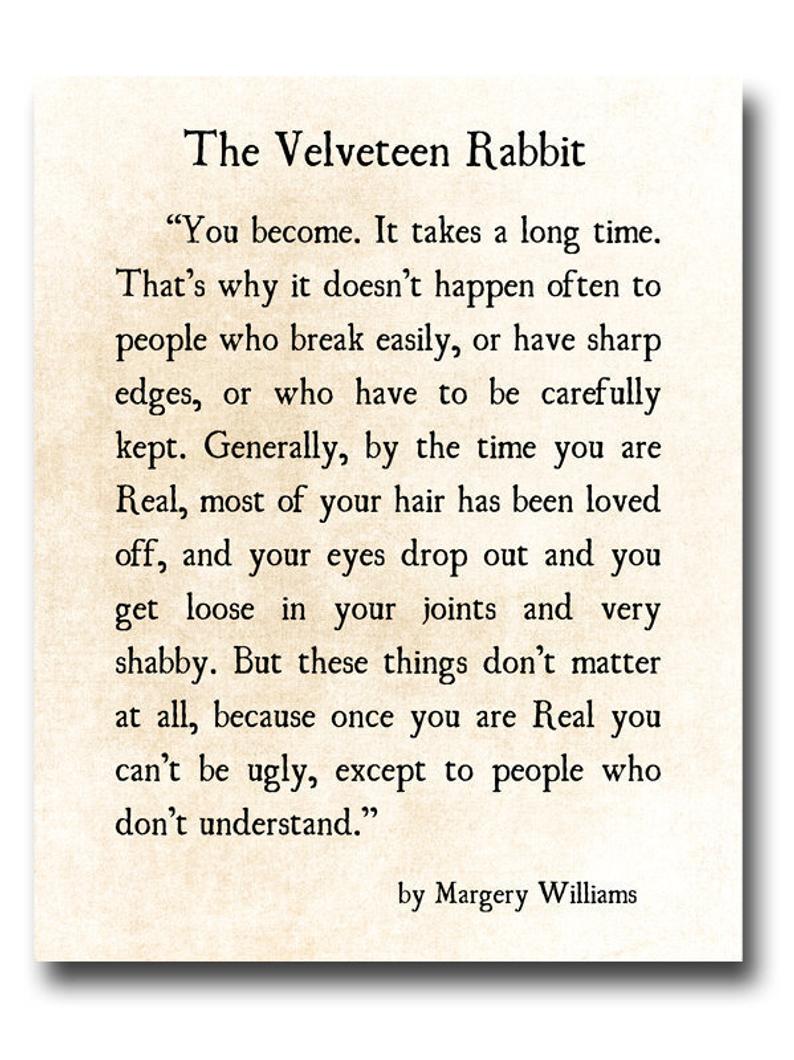 The Velveteen Rabbit
“You become. It takes a long time.
That’s why it doesn’t happen often to
people who break easily, or have sharp
edges, or who have to be carefully
kept. Generally, by the time you are
Real, most of your hair has been loved
off, and your eyes drop out and you
get loose in your joints and very
shabby. But these things don’t matter
at all, because once you are Real you
can’t be ugly, except to people who
don’t understand.”
by Margery Williams